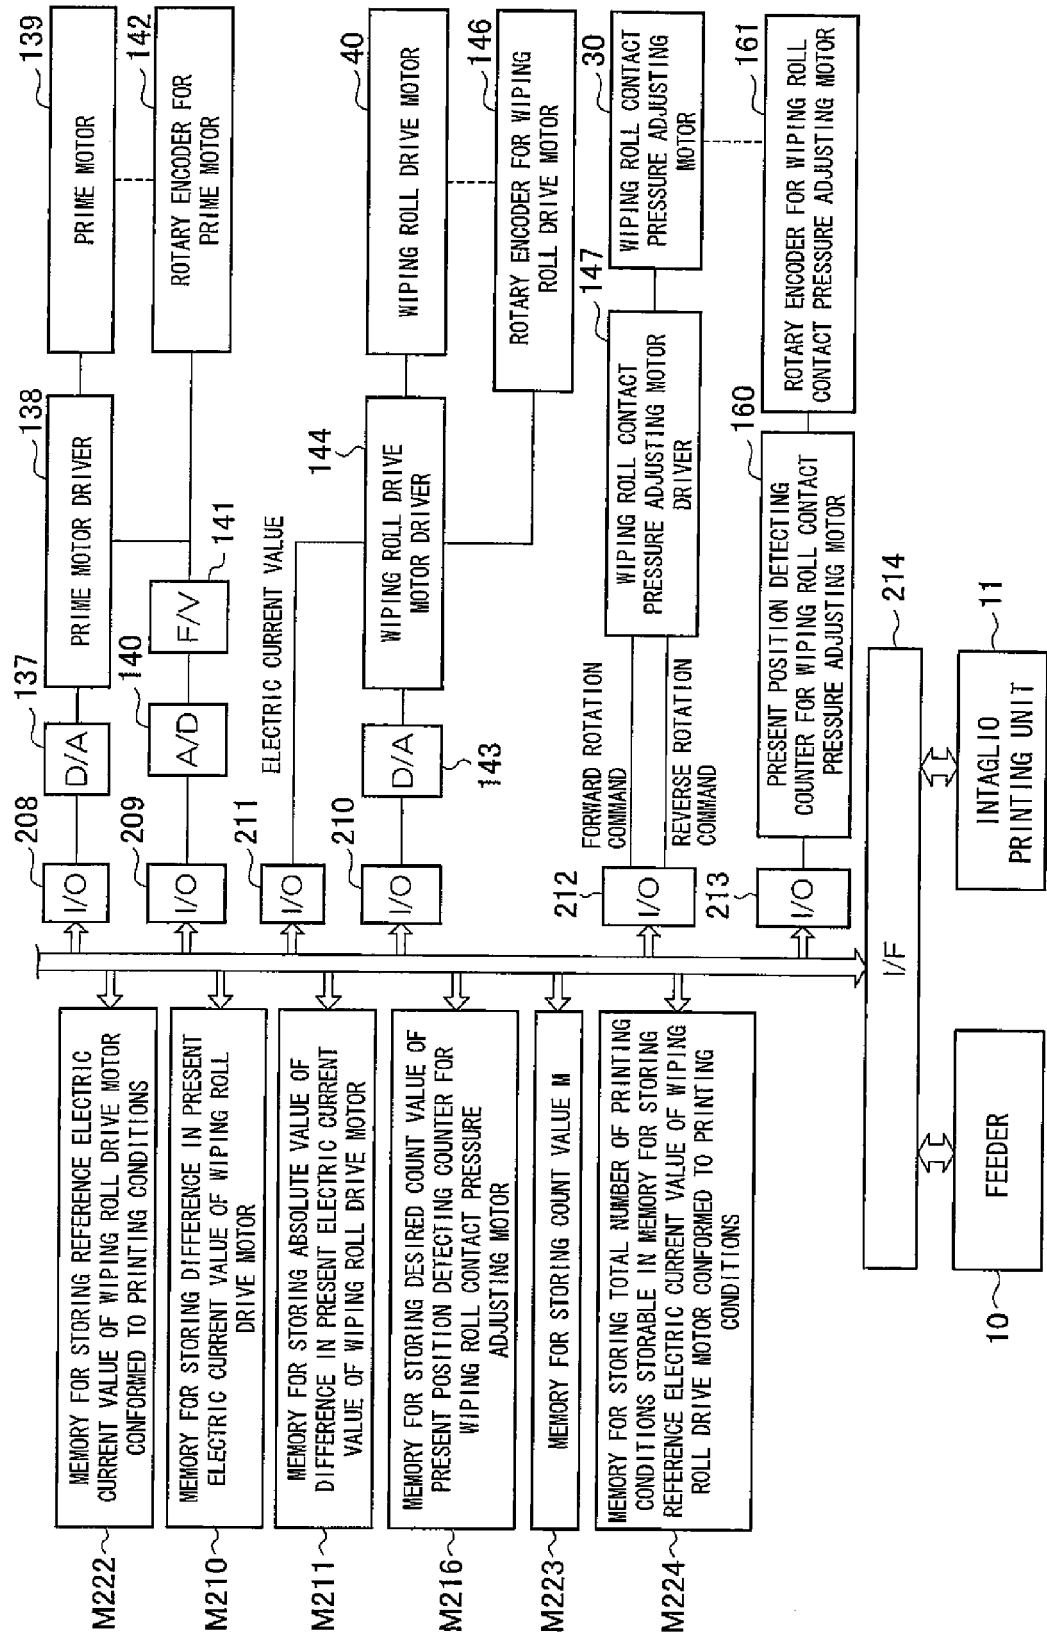 M222
MEMORY FOR STORING REFERENCE ELECTRIC
CURRENT VALUE OF WIPING ROLL DRIVE MOTOR
CONFORMED TO PRINTING CONDITIONS
M210
MEMORY FOR STORING DIFFERENCE IN PRESENT
ELECTRIC CURRENT VALUE OF WIPING ROLL
DRIVE MOTOR
M211
MEMORY FOR STORING ABSOLUTE VALUE OF
DIFFERENCE IN PRESENT ELECTRIC CURRENT
VALUE OF WIPING ROLL DRIVE MOTOR
M216
MEMORY FOR STORING DESIRED COUNT VALUE OF
PRESENT POSITION DETECTING COUNTER FOR
WIPING ROLL CONTACT PRESSURE
ADJUSTING MOTOR
M223
MEMORY FOR STORING COUNT VALUE M
M224
MEMORY FOR STORING TOTAL NUMBER OF PRINTING
CONDITIONS STORABLE IN MEMORY FOR STORING
REFERENCE ELECTRIC CURRENT VALUE OF WIPING
ROLL DRIVE MOTOR CONFORMED TO PRINTING
CONDITIONS
208
I/O
137
D/A
138
PRIME MOTOR DRIVER
139
PRIME MOTOR
209
I/O
140
A/D
141
F/V
142
ROTARY ENCODER FOR
PRIME MOTOR
211
I/O
ELECTRIC CURRENT VALUE
210
I/O
143
D/A
144
WIPING ROLL DRIVE
MOTOR DRIVER
40
WIPING ROLL DRIVE MOTOR
146
ROTARY ENCODER FOR WIPING
ROLL DRIVE MOTOR
212
I/O
FORWARD ROTATION
COMMAND
REVERSE ROTATION
COMMAND
147
WIPING ROLL CONTACT
PRESSURE ADJUSTING MOTOR
DRIVER
30
WIPING ROLL CONTACT
PRESSURE ADJUSTING
MOTOR
213
I/O
160
PRESENT POSITION DETECTING
COUNTER FOR WIPING ROLL CONTACT
PRESSURE ADJUSTING MOTOR
161
ROTARY ENCODER FOR WIPING ROLL
CONTACT PRESSURE ADJUSTING MOTOR
214
I/F
10
FEEDER
11
INTAGLIO
PRINTING UNIT